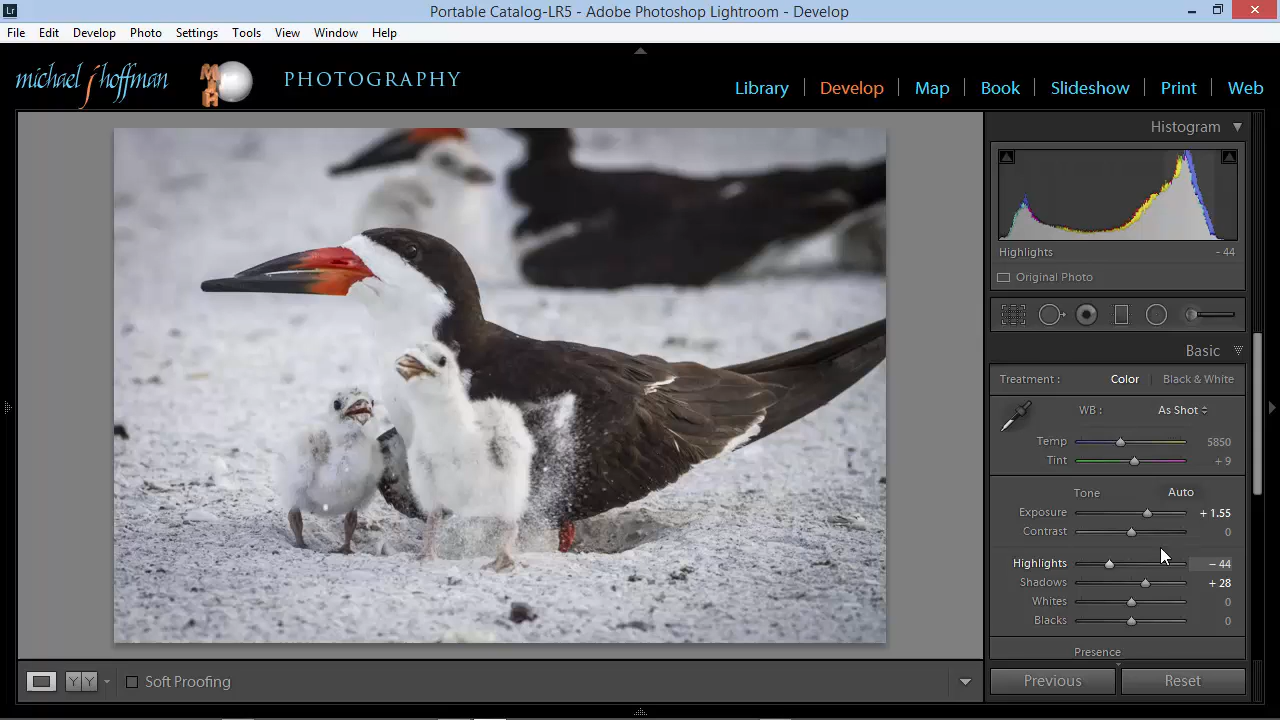 Lr
Portable Catalog-LR5 - Adobe Photoshop Lightroom - Develop
File Edit Develop Photo Settings Tools View Window Help
michael j hoffman MJH PHOTOGRAPHY
Library Develop Map Book Slideshow Print Web
Histogram
Highlights - 44
Original Photo
Basic
Treatment : Color Black & White
WB : As Shot
Temp 5850
Tint + 9
Tone Auto
Exposure + 1.55
Contrast 0
Highlights - 44
Shadows + 28
Whites 0
Blacks 0
Presence
Previous Reset
YY Soft Proofing